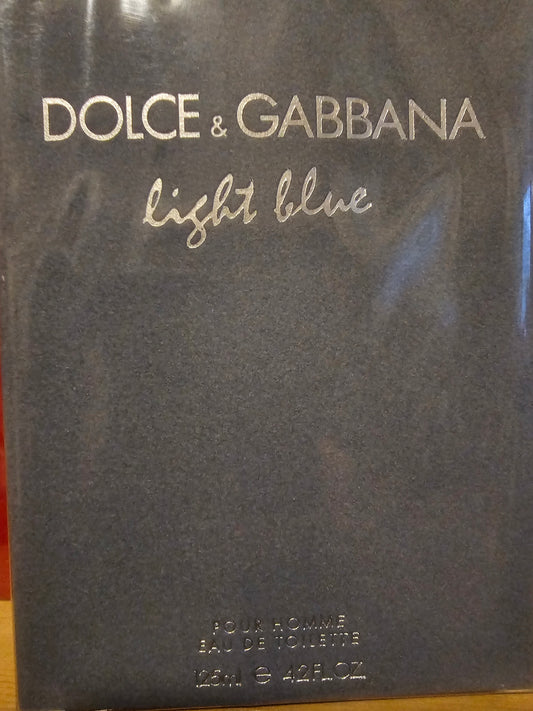 DOLCE & GABBANA
light blue
POUR HOMME
EAU DE TOILETTE
125ml ℮ 4.2FL.OZ.